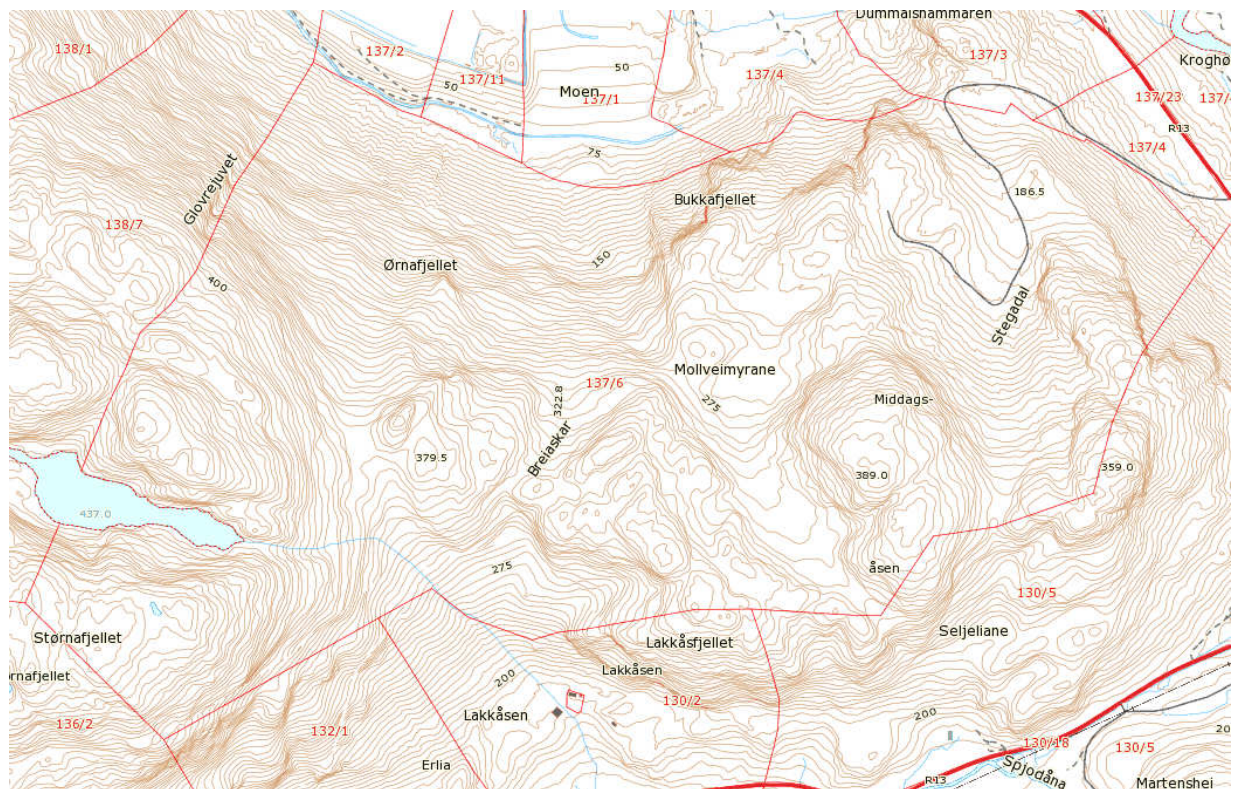 Dummalshammaren
138/1
137/2
137/3
Kroghø
137/11
50
137/4
50
Moen
137/1
137/23
137/4
R13
137/4
75
Glovrejuvet
186.5
Bukkafjellet
138/7
150
Ørnafjellet
400
Stegadal
Mollveimyrane
137/6
322.8
275
Middags-
Breiaskar
379.5
359.0
389.0
437.0
275
åsen
130/5
Størnafjellet
Lakkåsfjellet
Seljeliane
ørnafjellet
Lakkåsen
200
130/2
Lakkåsen
200
136/2
132/1
20
130/18
130/5
Erlia
Spjodåna
R13
Martenshei